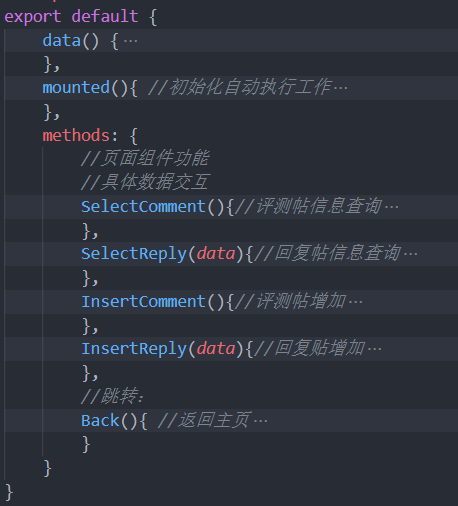 export default {
data() {…
},
mounted(){ //初始化自动执行工作…
},
methods: {
//页面组件功能
//具体数据交互
SelectComment(){//评测帖信息查询…
},
SelectReply(data){//回复帖信息查询…
},
InsertComment(){//评测帖增加…
},
InsertReply(data){//回复贴增加…
},
//跳转:
Back(){ //返回主页…
}
}
}